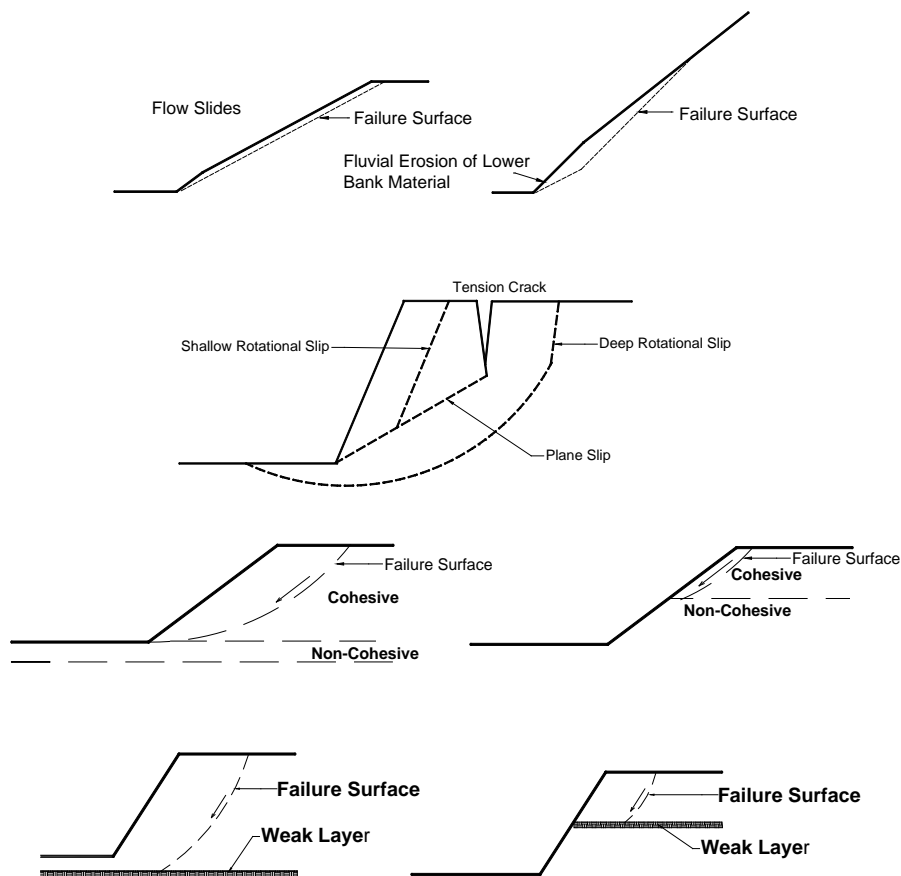 Flow Slides
Failure Surface
Failure Surface
Fluvial Erosion of Lower
Bank Material
Tension Crack
Shallow Rotational Slip
Deep Rotational Slip
Plane Slip
Failure Surface
Cohesive
Non-Cohesive
Failure Surface
Cohesive
Non-Cohesive
Failure Surface
Weak Layer
Failure Surface
Weak Layer